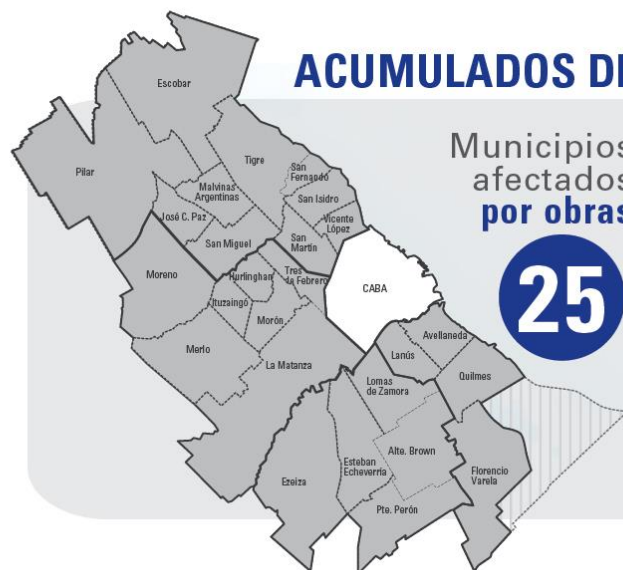 ACUMULADOS DE
Municipios
afectados
por obras
25
Escobar
Pilar
Tigre
San
Fernando
Malvinas
Argentinas
San Isidro
José C. Paz
Vicente
López
San Miguel
San
Martín
Moreno
Hurlinghan
Tres
de Febrero
Ituzaingó
CABA
Morón
Merlo
La Matanza
Avellaneda
Lanús
Lomas
de Zamora
Quilmes
Alte. Brown
Esteban
Echeverría
Ezeiza
Florencio
Varela
Pte. Perón